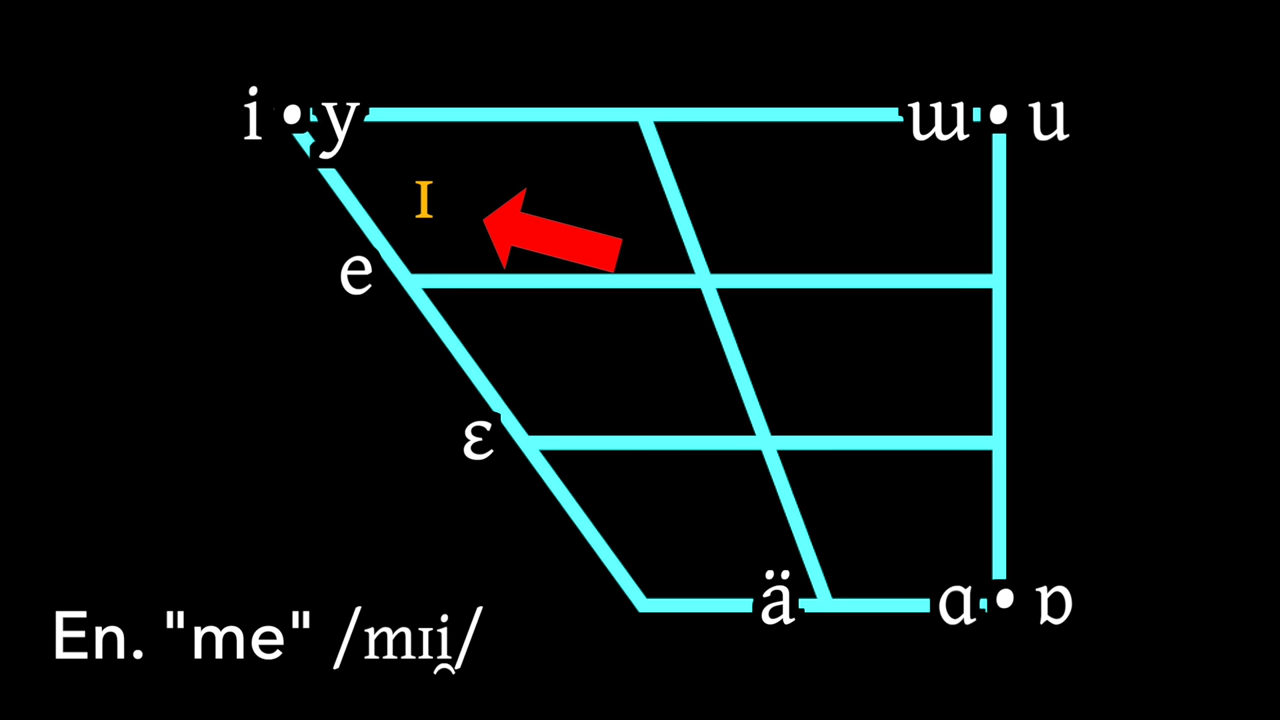 i • y ɯ • u
ɪ
e
ɛ
ä ɑ • ɒ
En. "me" /mɪi̯/